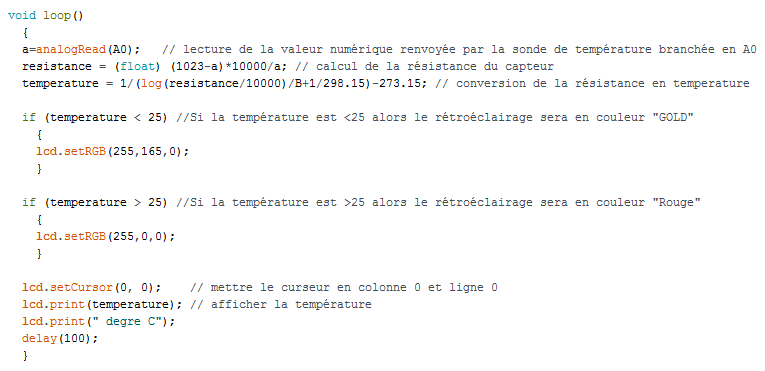 void loop()
{
a=analogRead(A0);   // lecture de la valeur numérique renvoyée par la sonde de température branchée en A0
resistance = (float) (1023-a)*10000/a; // calcul de la résistance du capteur
temperature = 1/(log(resistance/10000)/B+1/298.15)-273.15; // conversion de la résistance en temperature
if (temperature < 25) //Si la température est <25 alors le rétroéclairage sera en couleur "GOLD"
{
lcd.setRGB(255,165,0);
}
if (temperature > 25) //Si la température est >25 alors le rétroéclairage sera en couleur "Rouge"
{
lcd.setRGB(255,0,0);
}
lcd.setCursor(0, 0);    // mettre le curseur en colonne 0 et ligne 0
lcd.print(temperature); // afficher la température
lcd.print(" degre C");
delay(100);
}